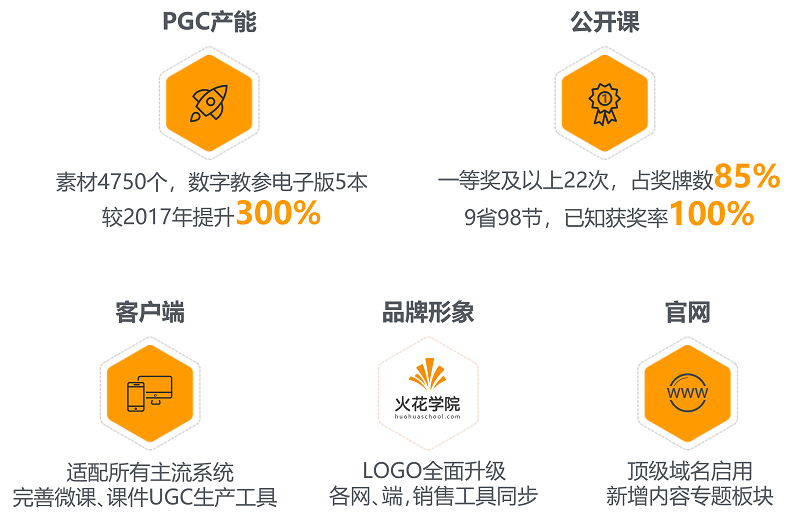 PGC产能
公开课
1
素材4750个，数字教参电子版5本
较2017年提升300%
一等奖及以上22次，占奖牌数85%
9省98节，已知获奖率100%
客户端
品牌形象
官网
火花学院
huohuaschool.com
WWW
适配所有主流系统
完善微课、课件UGC生产工具
LOGO全面升级
各网、端，销售工具同步
顶级域名启用
新增内容专题板块